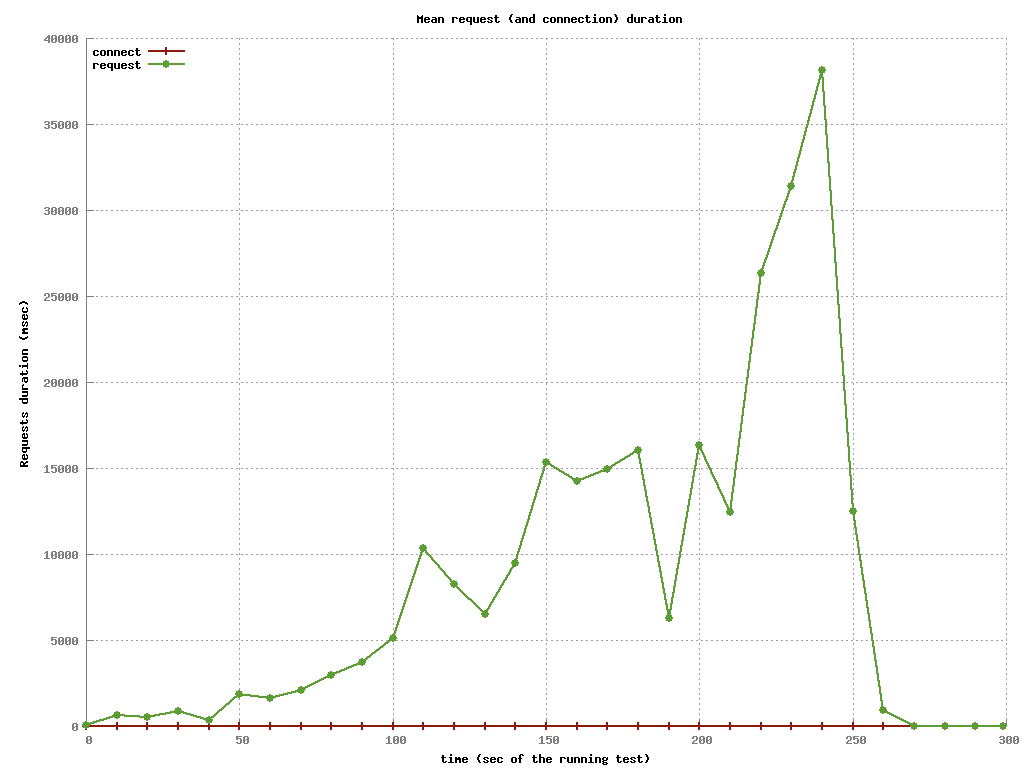 Mean request (and connection) duration
connect
request
40000
35000
30000
25000
20000
15000
10000
5000
0
Requests duration (msec)
0 50 100 150 200 250 300
time (sec of the running test)